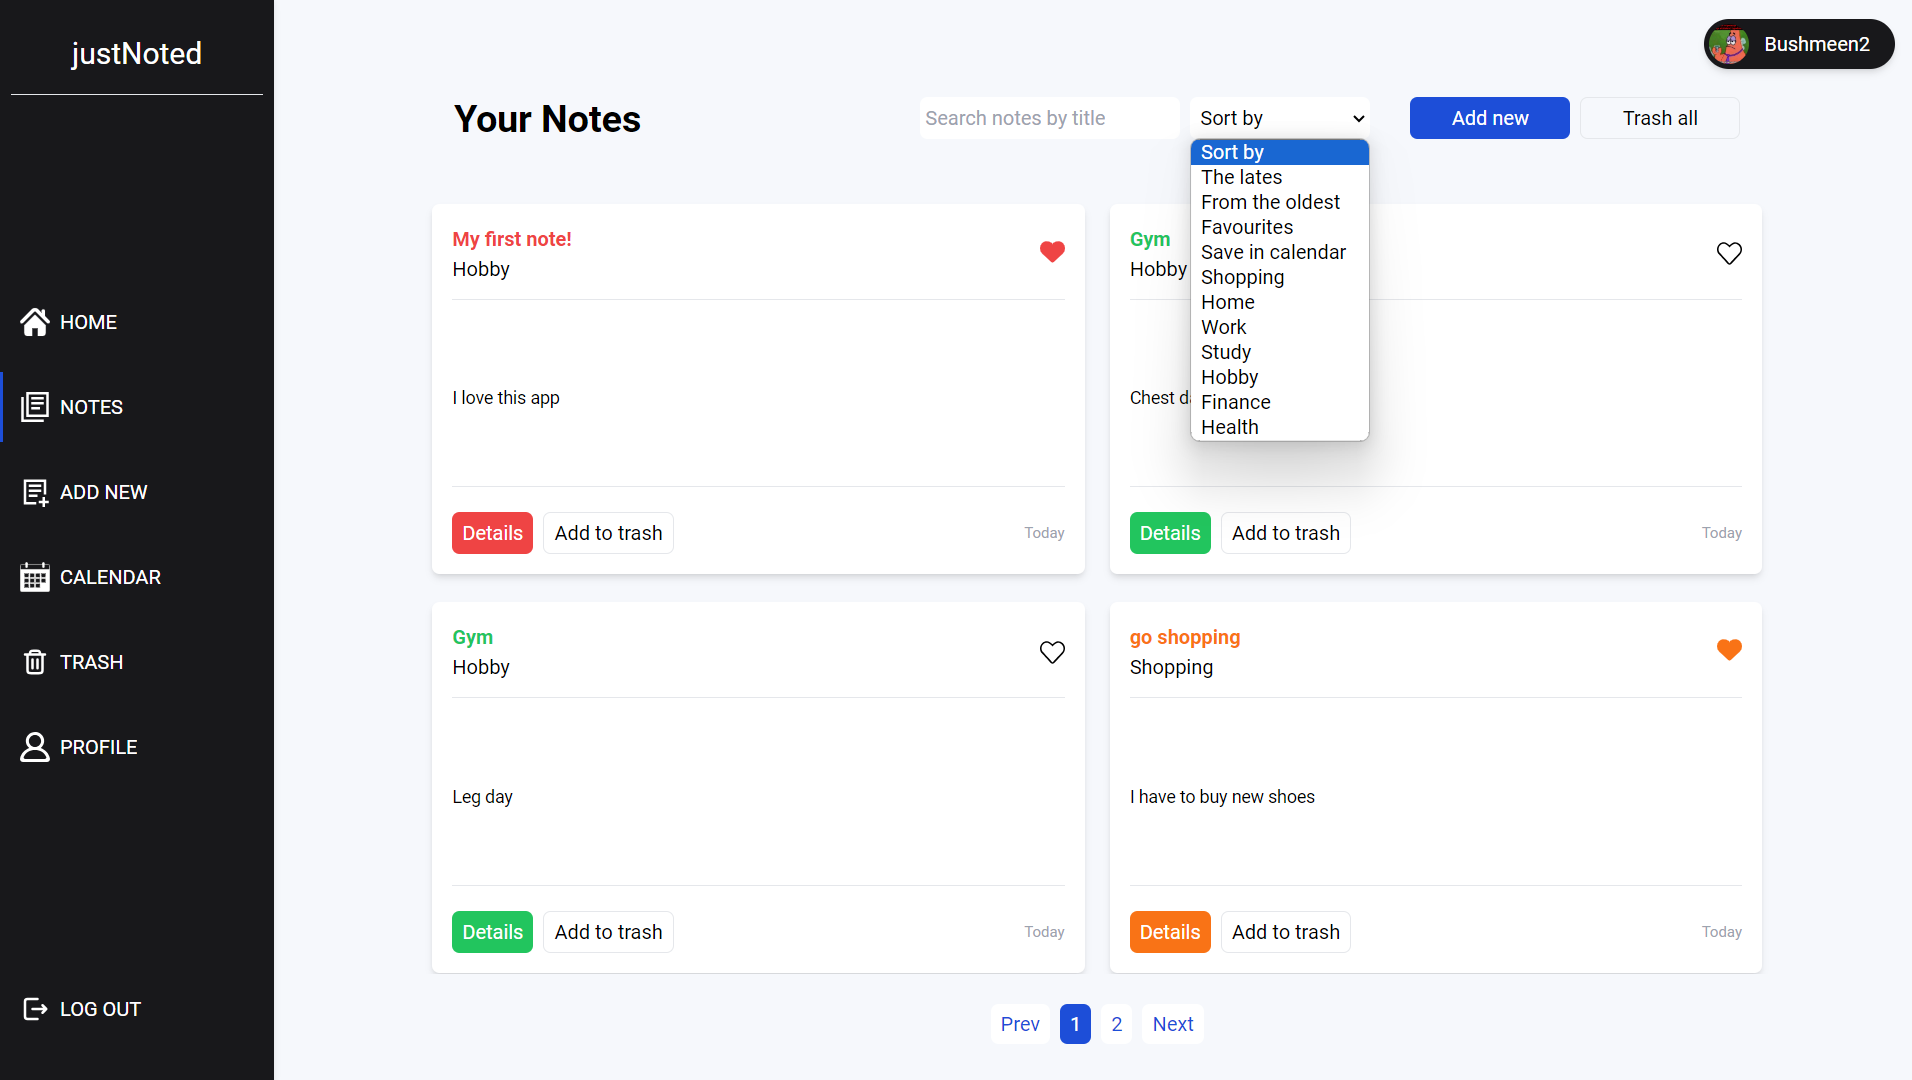 justNoted
HOME
NOTES
ADD NEW
CALENDAR
TRASH
PROFILE
LOG OUT
Bushmeen2
Your Notes
Search notes by title
Sort by
Add new
Trash all
Sort by
The lates
From the oldest
Favourites
Save in calendar
Shopping
Home
Work
Study
Hobby
Finance
Health
My first note!
Hobby
I love this app
Details
Add to trash
Today
Gym
Hobby
Chest
Details
Add to trash
Today
Gym
Hobby
Leg day
Details
Add to trash
Today
go shopping
Shopping
I have to buy new shoes
Details
Add to trash
Today
Prev
1
2
Next